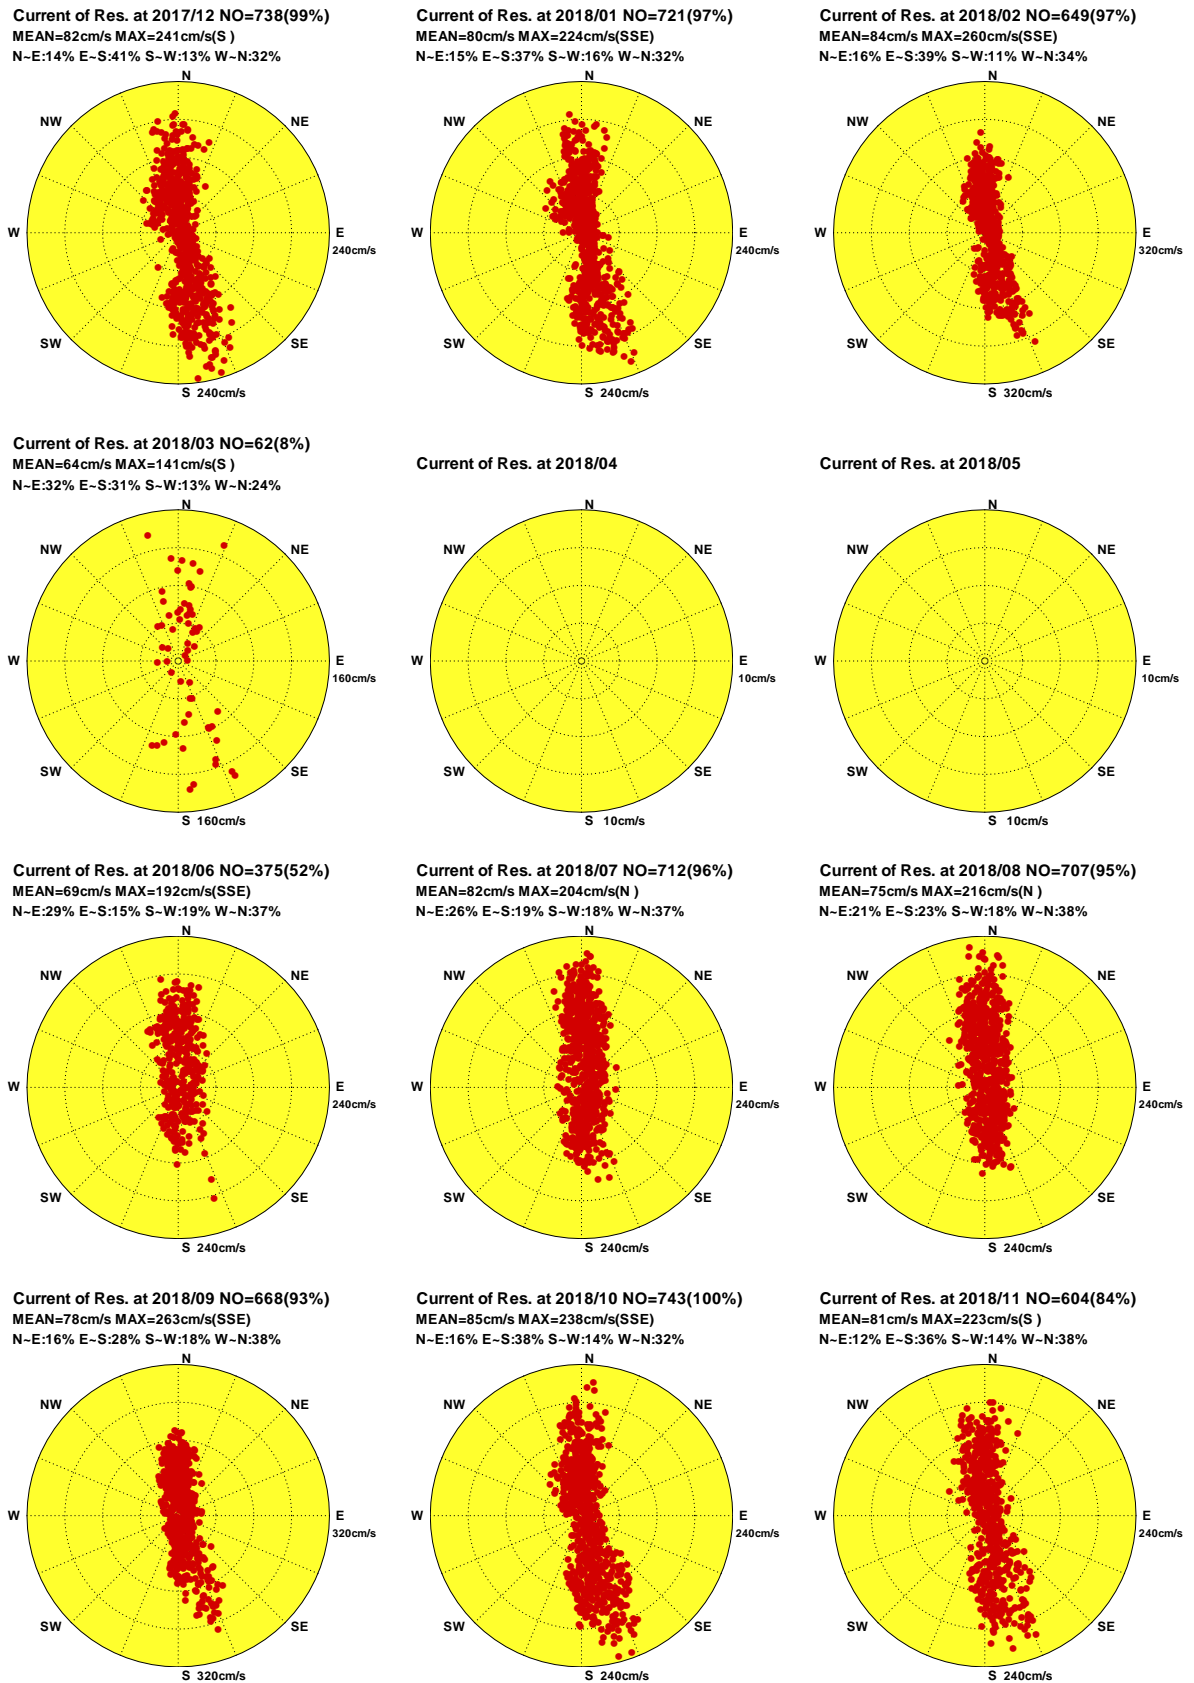 Current of Res. at 2017/12 NO=738(99%)
MEAN=82cm/s MAX=241cm/s(S )
N~E:14% E~S:41% S~W:13% W~N:32%
N
NW
NE
W
E
240cm/s
SW
SE
S 240cm/s
Current of Res. at 2018/01 NO=721(97%)
MEAN=80cm/s MAX=224cm/s(SSE)
N~E:15% E~S:37% S~W:16% W~N:32%
N
NW
NE
W
E
240cm/s
SW
SE
S 240cm/s
Current of Res. at 2018/02 NO=649(97%)
MEAN=84cm/s MAX=260cm/s(SSE)
N~E:16% E~S:39% S~W:11% W~N:34%
N
NW
NE
W
E
320cm/s
SW
SE
S 320cm/s
Current of Res. at 2018/03 NO=62(8%)
MEAN=64cm/s MAX=141cm/s(S )
N~E:32% E~S:31% S~W:13% W~N:24%
N
NW
NE
W
E
160cm/s
SW
SE
S 160cm/s
Current of Res. at 2018/04
N
NW
NE
W
E
10cm/s
SW
SE
S 10cm/s
Current of Res. at 2018/05
N
NW
NE
W
E
10cm/s
SW
SE
S 10cm/s
Current of Res. at 2018/06 NO=375(52%)
MEAN=69cm/s MAX=192cm/s(SSE)
N~E:29% E~S:15% S~W:19% W~N:37%
N
NW
NE
W
E
240cm/s
SW
SE
S 240cm/s
Current of Res. at 2018/07 NO=712(96%)
MEAN=82cm/s MAX=204cm/s(N )
N~E:26% E~S:19% S~W:18% W~N:37%
N
NW
NE
W
E
240cm/s
SW
SE
S 240cm/s
Current of Res. at 2018/08 NO=707(95%)
MEAN=75cm/s MAX=216cm/s(N )
N~E:21% E~S:23% S~W:18% W~N:38%
N
NW
NE
W
E
240cm/s
SW
SE
S 240cm/s
Current of Res. at 2018/09 NO=668(93%)
MEAN=78cm/s MAX=263cm/s(SSE)
N~E:16% E~S:28% S~W:18% W~N:38%
N
NW
NE
W
E
320cm/s
SW
SE
S 320cm/s
Current of Res. at 2018/10 NO=743(100%)
MEAN=85cm/s MAX=238cm/s(SSE)
N~E:16% E~S:38% S~W:14% W~N:32%
N
NW
NE
W
E
240cm/s
SW
SE
S 240cm/s
Current of Res. at 2018/11 NO=604(84%)
MEAN=81cm/s MAX=223cm/s(S )
N~E:12% E~S:36% S~W:14% W~N:38%
N
NW
NE
W
E
240cm/s
SW
SE
S 240cm/s